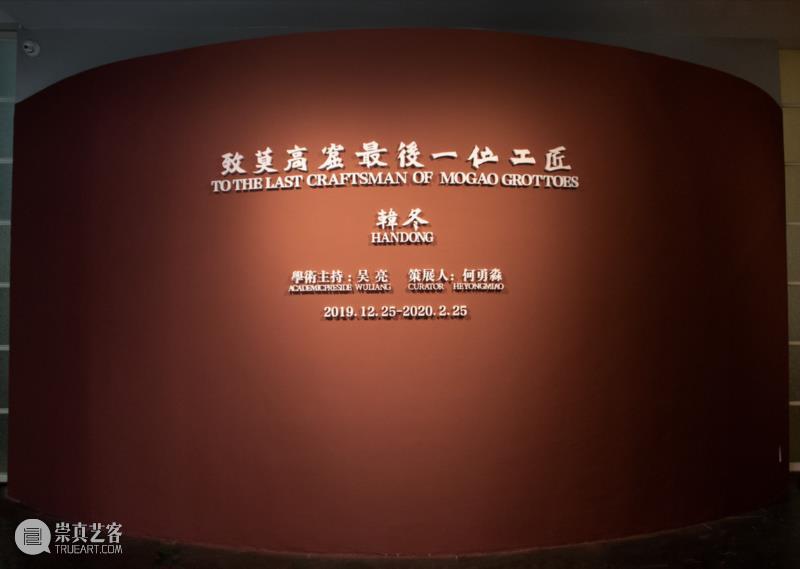 致莫高窟最後一位工匠
TO THE LAST CRAFTSMAN OF MOGAO GROTTOES
韓冬
HANDONG
學術主持：吴亮 策展人：何勇淼
ACADEMICPRESIDE WULIANG CURATOR HEYONGMIAO
2019.12.25-2020.2.25
崇真艺客
TRUEART.COM